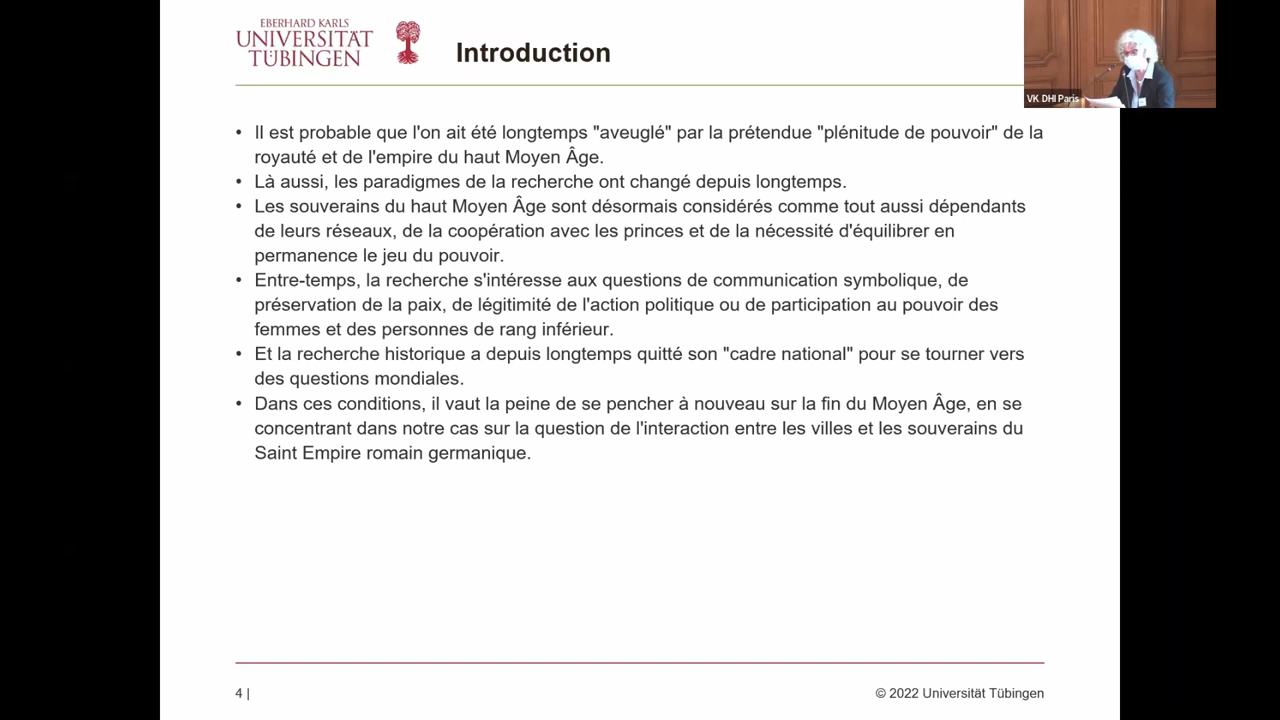 EBERHARD KARLS
UNIVERSITÄT
TÜBINGEN
Introduction
VK DHI Paris
• Il est probable que l'on ait été longtemps "aveuglé" par la prétendue "plénitude de pouvoir" de la
royauté et de l'empire du haut Moyen Âge.
• Là aussi, les paradigmes de la recherche ont changé depuis longtemps.
• Les souverains du haut Moyen Âge sont désormais considérés comme tout aussi dépendants
de leurs réseaux, de la coopération avec les princes et de la nécessité d'équilibrer en
permanence le jeu du pouvoir.
• Entre-temps, la recherche s'intéresse aux questions de communication symbolique, de
préservation de la paix, de légitimité de l'action politique ou de participation au pouvoir des
femmes et des personnes de rang inférieur.
• Et la recherche historique a depuis longtemps quitté son "cadre national" pour se tourner vers
des questions mondiales.
• Dans ces conditions, il vaut la peine de se pencher à nouveau sur la fin du Moyen Âge, en se
concentrant dans notre cas sur la question de l'interaction entre les villes et les souverains du
Saint Empire romain germanique.
4 |
© 2022 Universität Tübingen